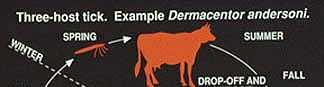 Three-host tick. Example Dermacentor andersoni.
SPRING
SUMMER
WINTER
DROP-OFF AND
FALL